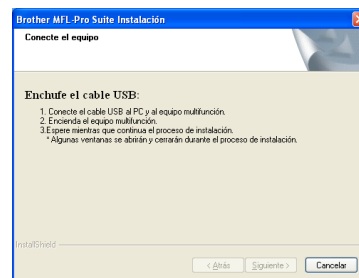 Brother MFL-Pro Suite Instalación
Conecte el equipo
Enchufe el cable USB:
1. Conecte el cable USB al PC y al equipo multifunción.
2. Encienda el equipo multifunción.
3.Espere mientras que continua el proceso de instalación.
* Algunas ventanas se abrirán y cerrarán durante el proceso de instalación.
InstallShield
< Atrás
Siguiente >
Cancelar